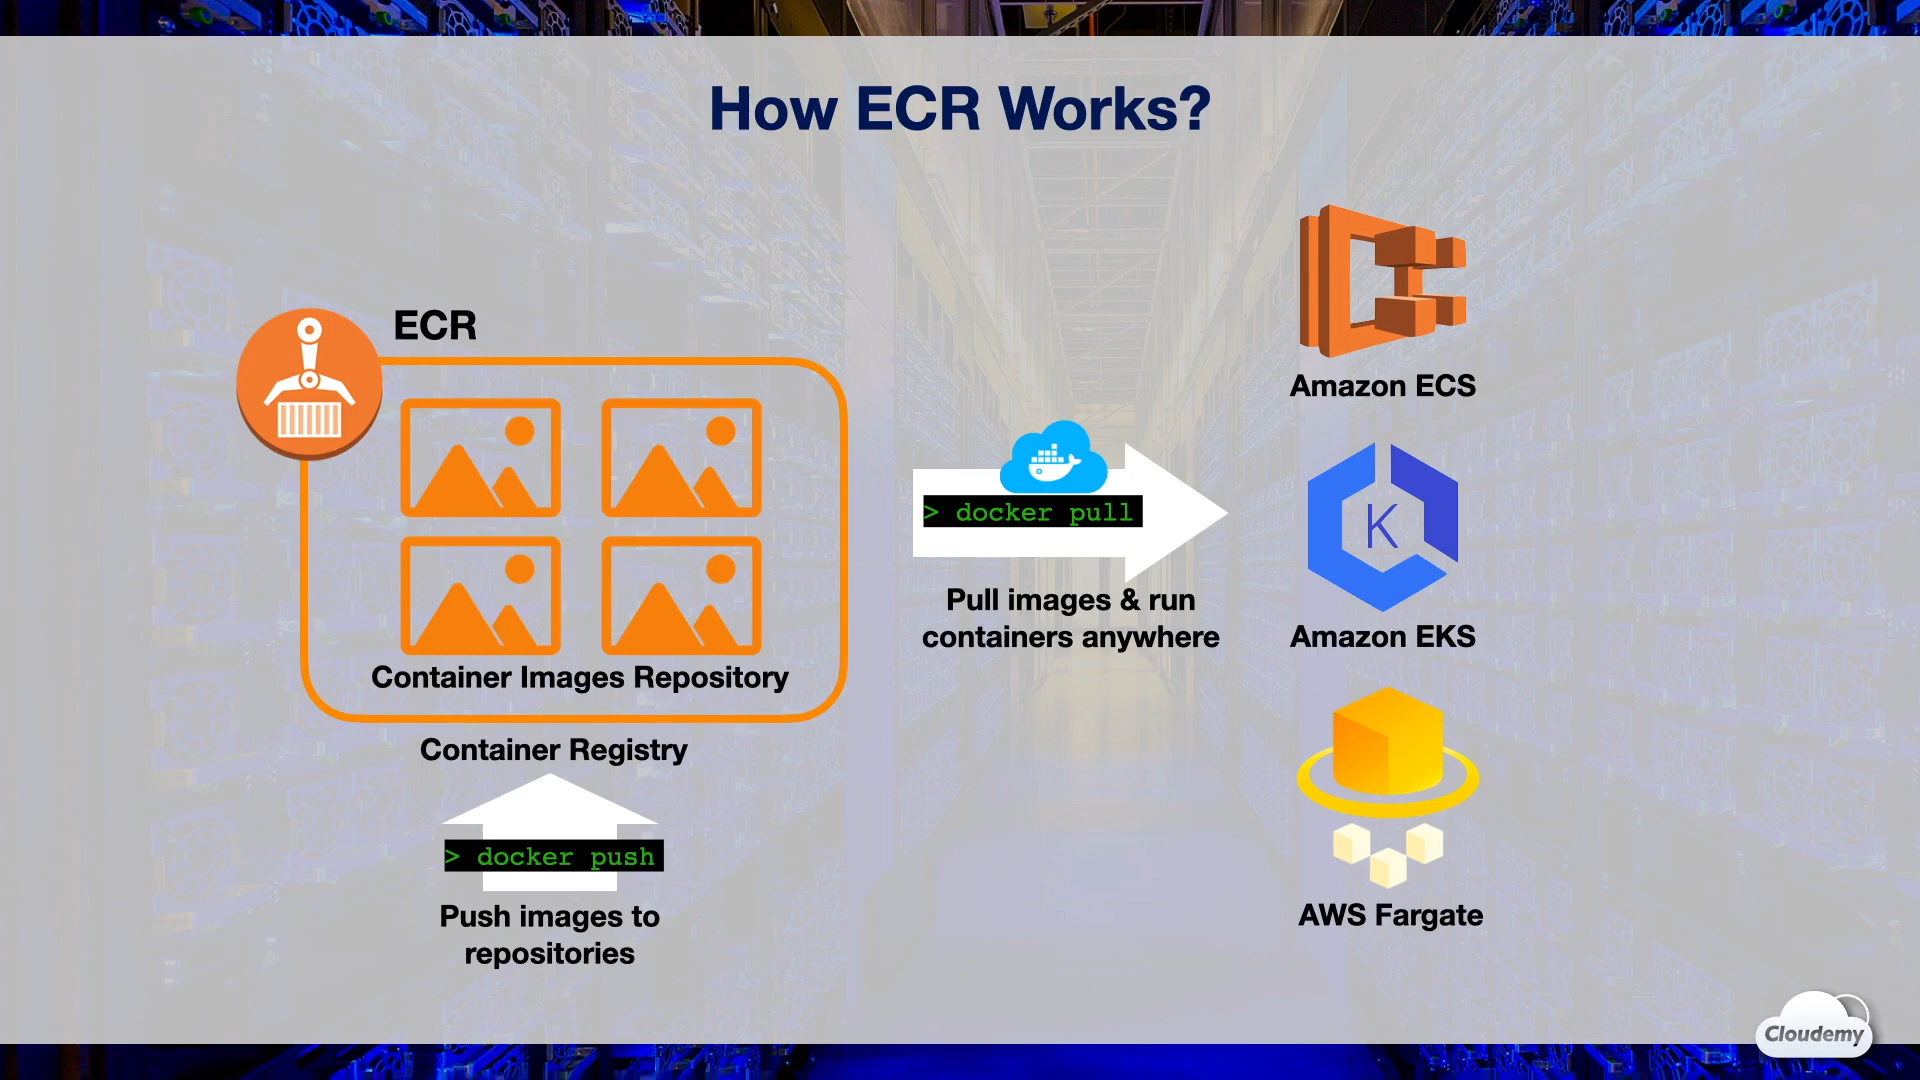 How ECR Works?
ECR
Container Images Repository
Container Registry
> docker push
Push images to
repositories
> docker pull
Pull images & run
containers anywhere
Amazon ECS
K
Amazon EKS
AWS Fargate
Cloudemy